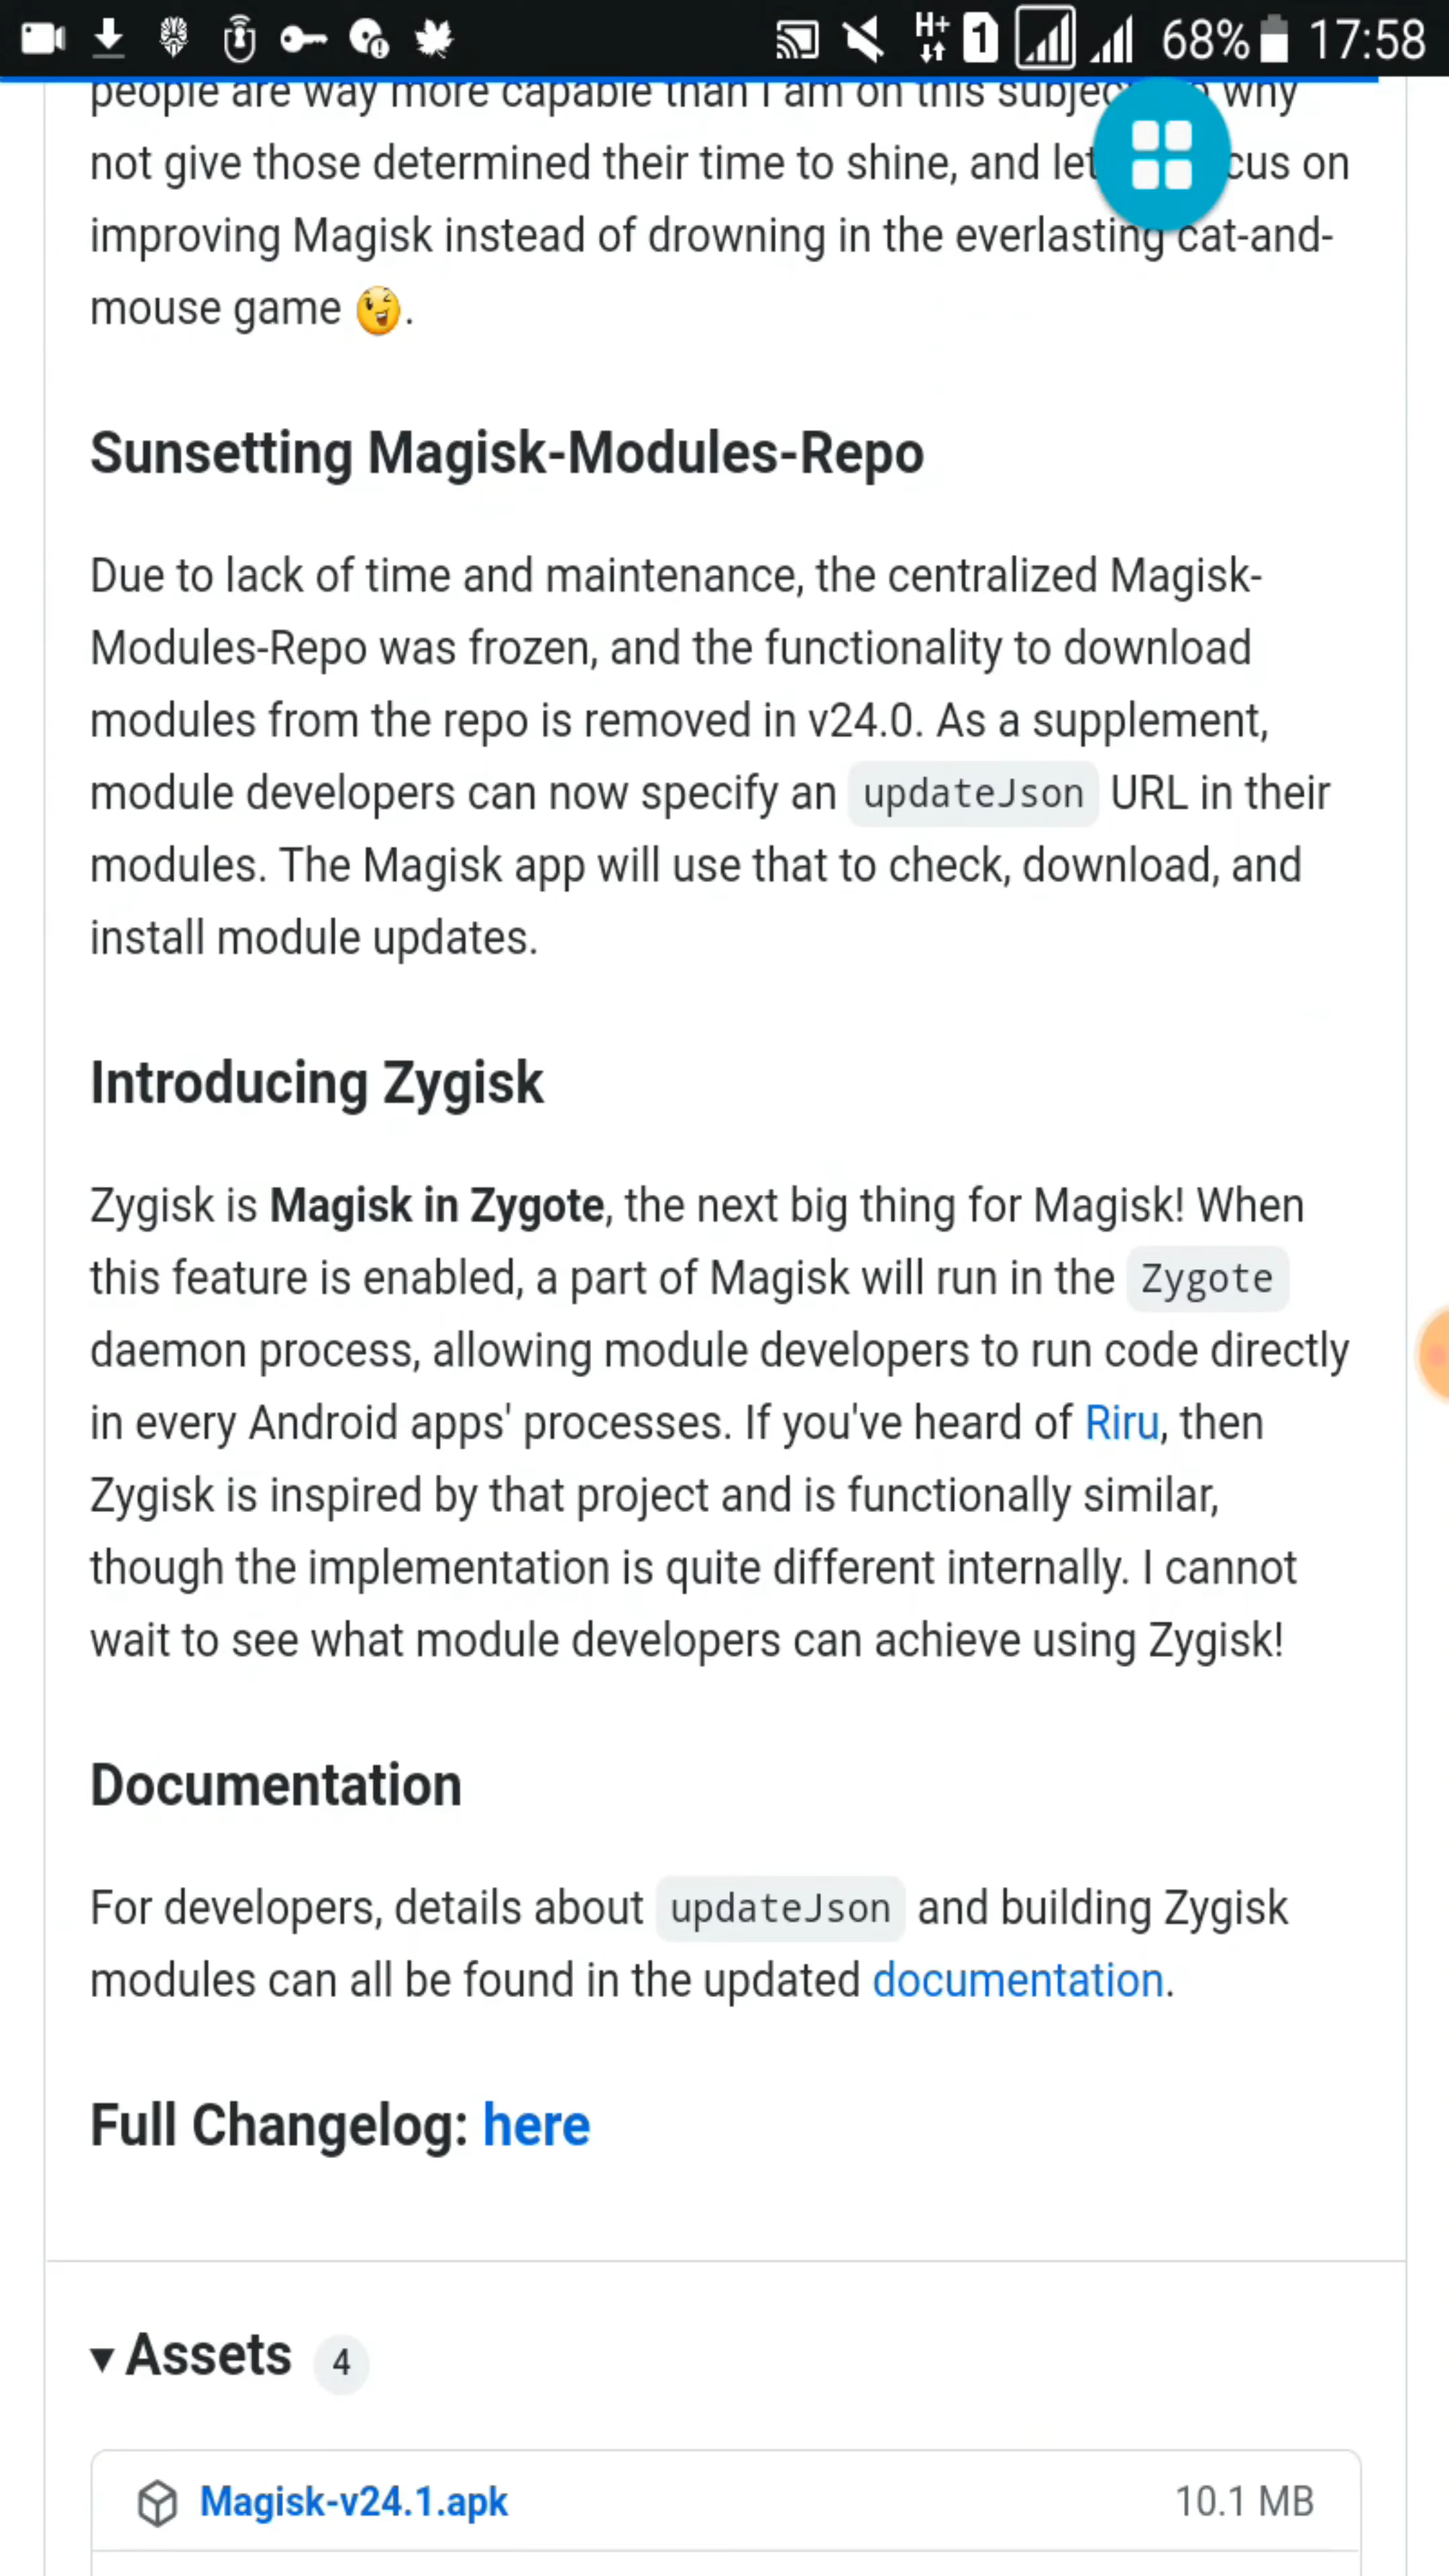 H+ 1 68% 17:58
people are way more capable than I am on this subjec why
not give those determined their time to shine, and let cus on
improving Magisk instead of drowning in the everlasting cat-and-
mouse game 😜.
Sunsetting Magisk-Modules-Repo
Due to lack of time and maintenance, the centralized Magisk-
Modules-Repo was frozen, and the functionality to download
modules from the repo is removed in v24.0. As a supplement,
module developers can now specify an updateJson URL in their
modules. The Magisk app will use that to check, download, and
install module updates.
Introducing Zygisk
Zygisk is Magisk in Zygote, the next big thing for Magisk! When
this feature is enabled, a part of Magisk will run in the Zygote
daemon process, allowing module developers to run code directly
in every Android apps' processes. If you've heard of Riru, then
Zygisk is inspired by that project and is functionally similar,
though the implementation is quite different internally. I cannot
wait to see what module developers can achieve using Zygisk!
Documentation
For developers, details about updateJson and building Zygisk
modules can all be found in the updated documentation.
Full Changelog: here
▾ Assets 4
Magisk-v24.1.apk 10.1 MB